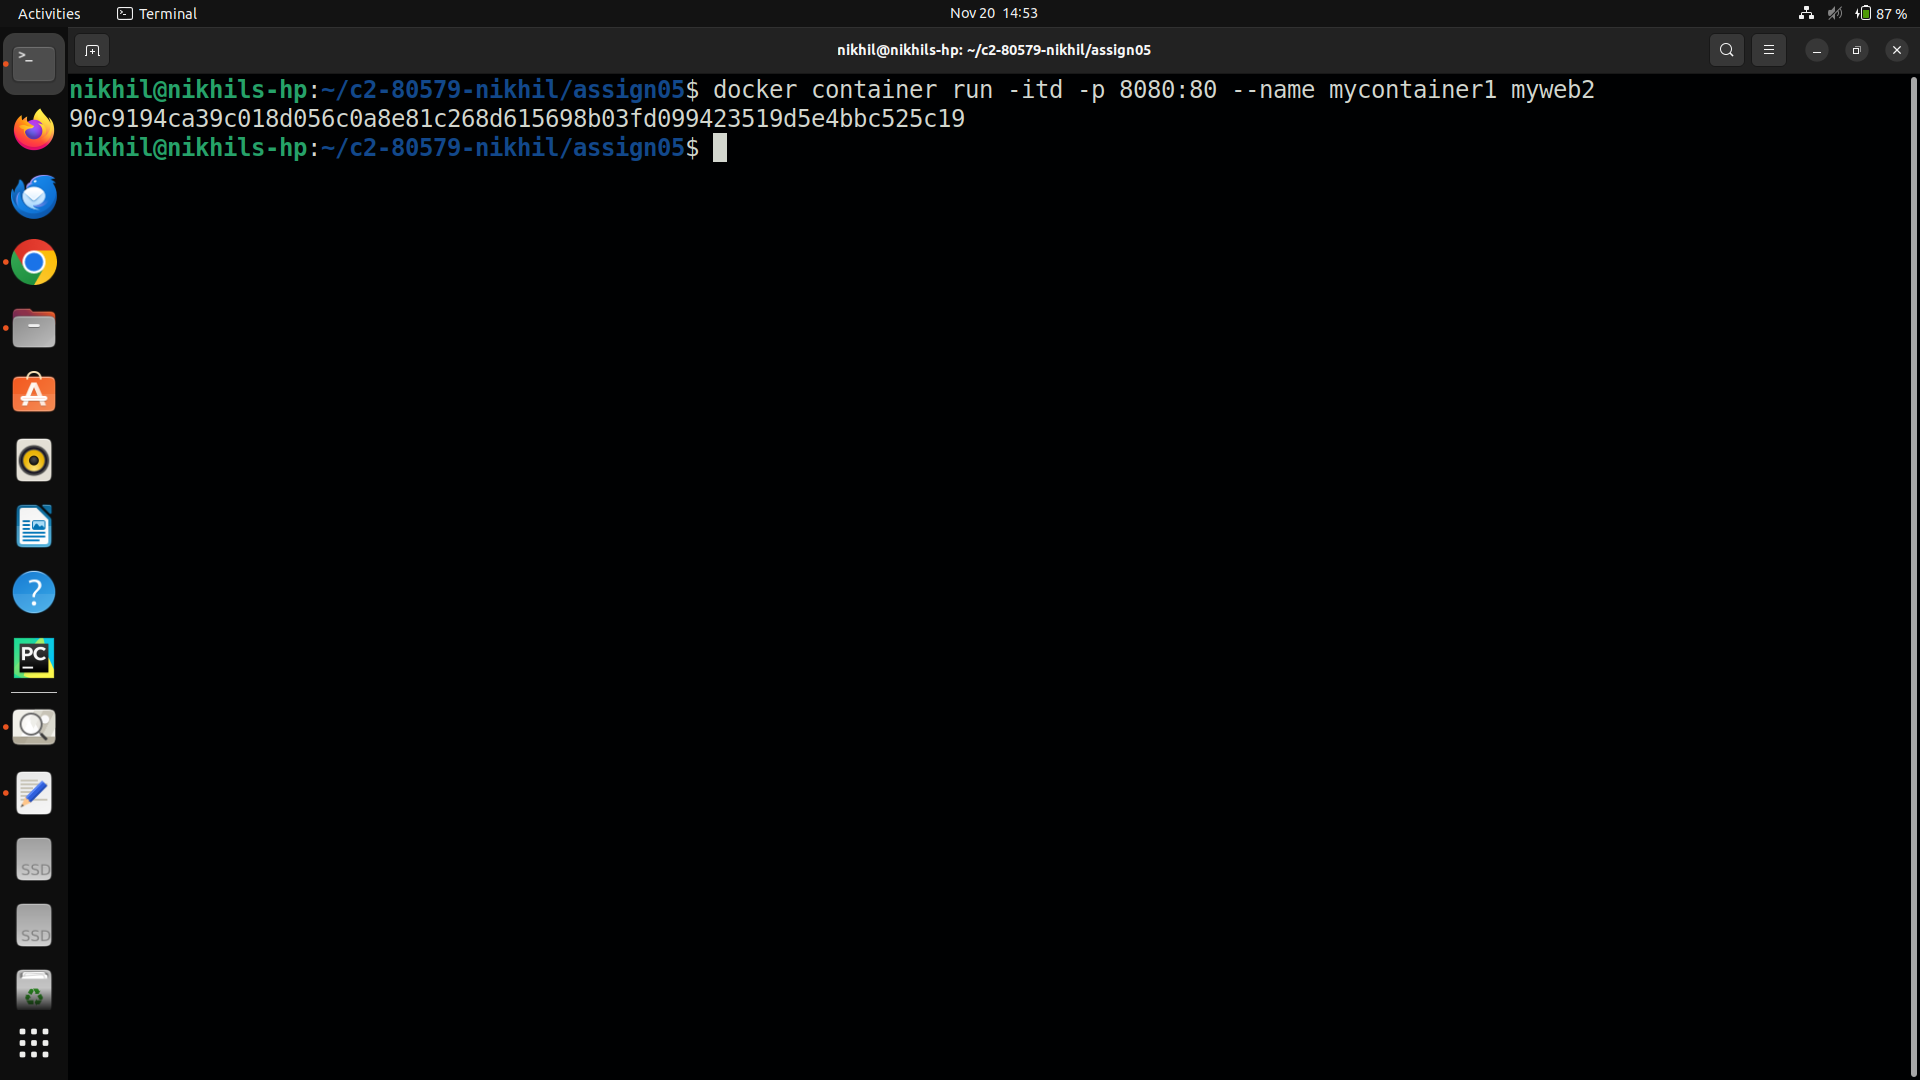 Activities Terminal Nov 20 14:53 87 %
nikhil@nikhils-hp: ~/c2-80579-nikhil/assign05
nikhil@nikhils-hp:~/c2-80579-nikhil/assign05$ docker container run -itd -p 8080:80 --name mycontainer1 myweb2
90c9194ca39c018d056c0a8e81c268d615698b03fd099423519d5e4bbc525c19
nikhil@nikhils-hp:~/c2-80579-nikhil/assign05$
PC
SSD
SSD